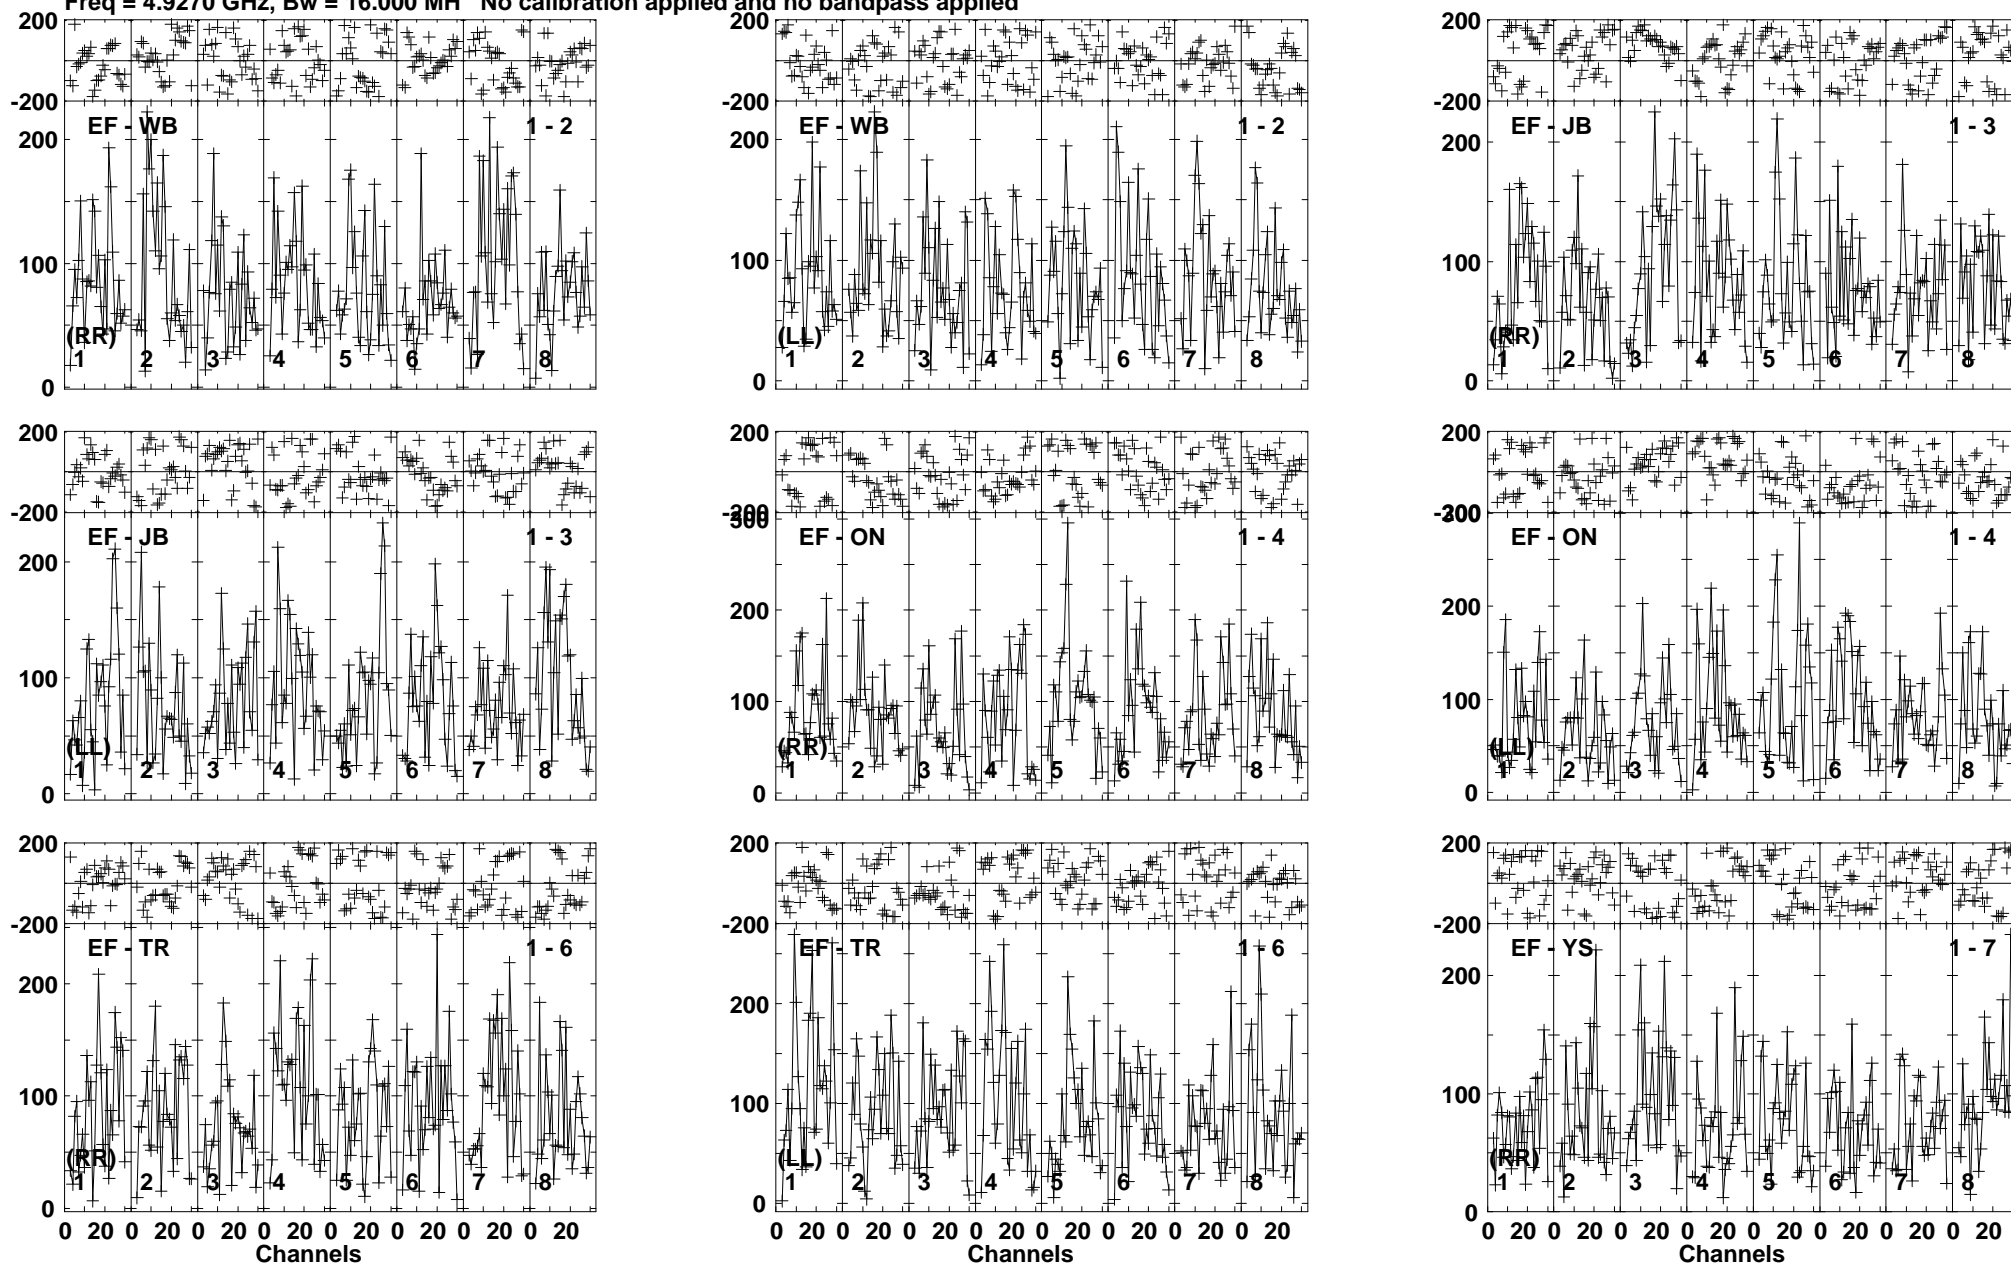 Freq = 4.9270 GHz, Bw = 16.000 MH No calibration applied and no bandpass applied
200 200 200
-200 -200 -200
EF - WB 1 - 2 EF - WB 1 - 2 EF - JB 1 - 3
200 200 200
100 100 100
(RR) (LL) (RR)
1 2 3 4 5 6 7 8 1 2 3 4 5 6 7 8 1 2 3 4 5 6 7 8
0 0 0
200 200 200
-200 -200 -200
300 300
EF - JB 1 - 3 EF - ON 1 - 4 EF - ON 1 - 4
200 200 200
100 100 100
(LL) (RR) (LL)
1 2 3 4 5 6 7 8 1 2 3 4 5 6 7 8 1 2 3 4 5 6 7 8
0 0 0
200 200 200
-200 -200 -200
EF - TR 1 - 6 EF - TR 1 - 6 EF - YS 1 - 7
200 200 200
100 100 100
(RR) (LL) (RR)
1 2 3 4 5 6 7 8 1 2 3 4 5 6 7 8 1 2 3 4 5 6 7 8
0 0 0
0 20 0 20 0 20 0 20 0 20 0 20 0 20 0 20 0 20 0 20 0 20 0 20 0 20 0 20 0 20 0 20 0 20 0 20 0 20 0 20 0 20 0 20 0 20 0 20
Channels Channels Channels